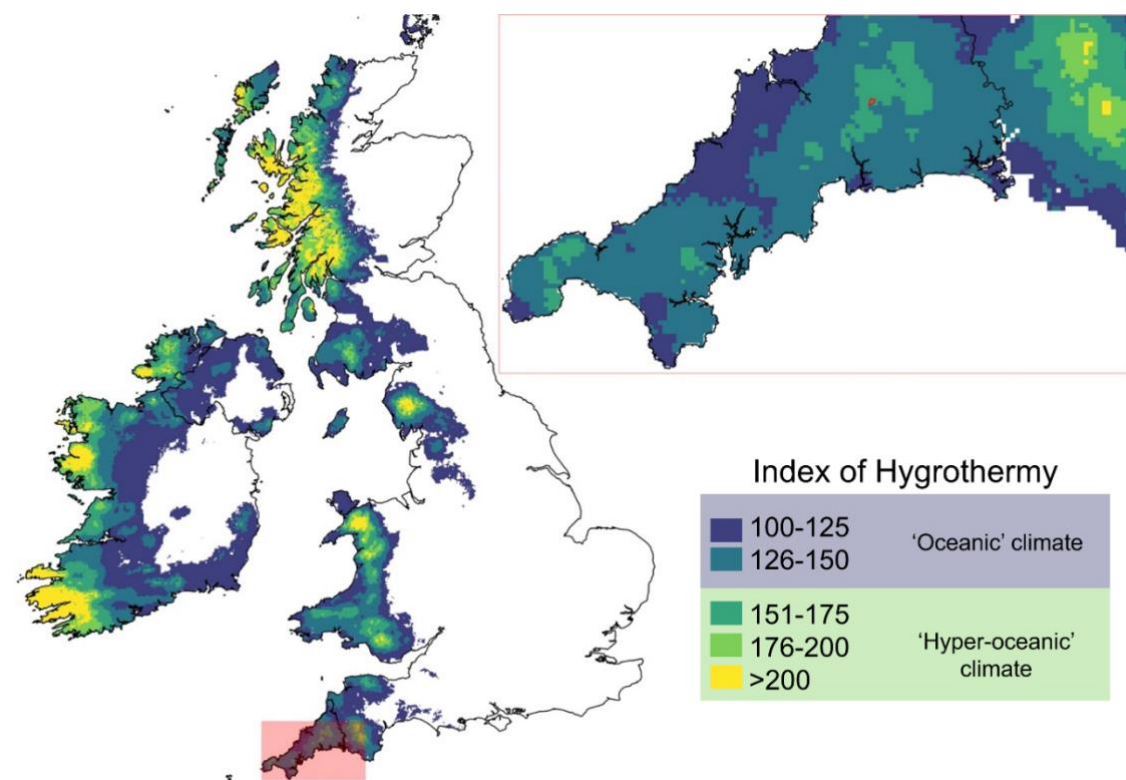 Index of Hygrothermy
100-125
126-150
'Oceanic' climate
151-175
176-200
>200
'Hyper-oceanic'
climate